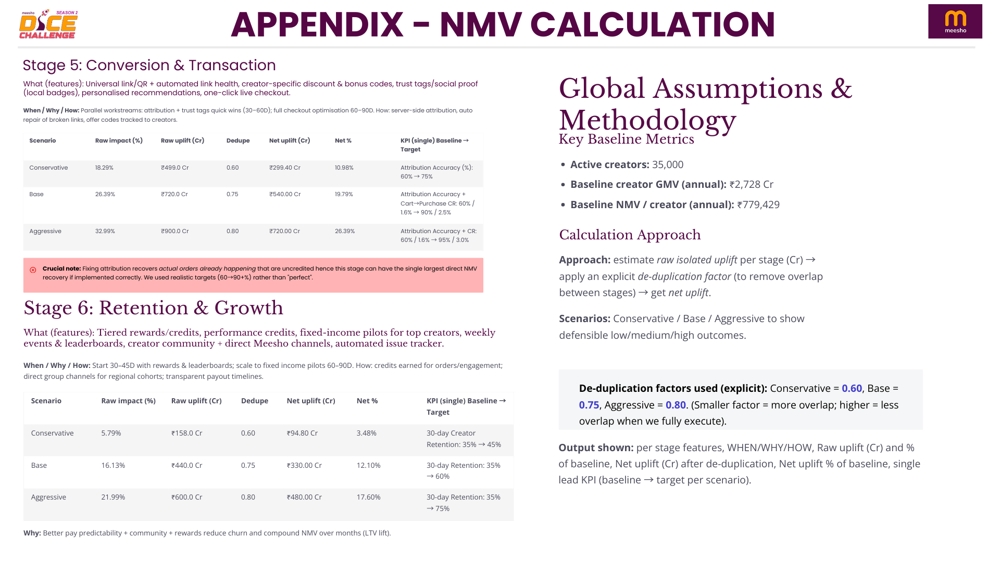 meesho
SEASON 2
DICE
CHALLENGE
APPENDIX - NMV CALCULATION
meesho
Stage 5: Conversion & Transaction
What (features): Universal link/QR + automated link health, creator-specific discount & bonus codes, trust tags/social proof
(local badges), personalised recommendations, one-click live checkout.
When / Why / How: Parallel workstreams: attribution + trust tags quick wins (30–60D); full checkout optimisation 60–90D. How: server-side attribution, auto
repair of broken links, offer codes tracked to creators.
Scenario Raw impact (%) Raw uplift (Cr) Dedupe Net uplift (Cr) Net % KPI (single) Baseline →
Target
Conservative 18.29% ₹499.0 Cr 0.60 ₹299.40 Cr 10.98% Attribution Accuracy (%):
60% → 75%
Base 26.39% ₹720.0 Cr 0.75 ₹540.00 Cr 19.79% Attribution Accuracy +
Cart→Purchase CR: 60% /
1.6% → 90% / 2.5%
Aggressive 32.99% ₹900.0 Cr 0.80 ₹720.00 Cr 26.39% Attribution Accuracy + CR:
60% / 1.6% → 95% / 3.0%
Crucial note: Fixing attribution recovers actual orders already happening that are uncredited hence this stage can have the single largest direct NMV
recovery if implemented correctly. We used realistic targets (60→90+%) rather than "perfect".
Stage 6: Retention & Growth
What (features): Tiered rewards/credits, performance credits, fixed-income pilots for top creators, weekly
events & leaderboards, creator community + direct Meesho channels, automated issue tracker.
When / Why / How: Start 30–45D with rewards & leaderboards; scale to fixed income pilots 60–90D. How: credits earned for orders/engagement;
direct group channels for regional cohorts; transparent payout timelines.
Scenario Raw impact (%) Raw uplift (Cr) Dedupe Net uplift (Cr) Net % KPI (single) Baseline →
Target
Conservative 5.79% ₹158.0 Cr 0.60 ₹94.80 Cr 3.48% 30-day Creator
Retention: 35% → 45%
Base 16.13% ₹440.0 Cr 0.75 ₹330.00 Cr 12.10% 30-day Retention: 35%
→ 60%
Aggressive 21.99% ₹600.0 Cr 0.80 ₹480.00 Cr 17.60% 30-day Retention: 35%
→ 75%
Why: Better pay predictability + community + rewards reduce churn and compound NMV over months (LTV lift).
Global Assumptions &
Methodology
Key Baseline Metrics
• Active creators: 35,000
• Baseline creator GMV (annual): ₹2,728 Cr
• Baseline NMV / creator (annual): ₹779,429
Calculation Approach
Approach: estimate raw isolated uplift per stage (Cr) →
apply an explicit de-duplication factor (to remove overlap
between stages) → get net uplift.
Scenarios: Conservative / Base / Aggressive to show
defensible low/medium/high outcomes.
De-duplication factors used (explicit): Conservative = 0.60, Base =
0.75, Aggressive = 0.80. (Smaller factor = more overlap; higher = less
overlap when we fully execute).
Output shown: per stage features, WHEN/WHY/HOW, Raw uplift (Cr) and %
of baseline, Net uplift (Cr) after de-duplication, Net uplift % of baseline, single
lead KPI (baseline → target per scenario).